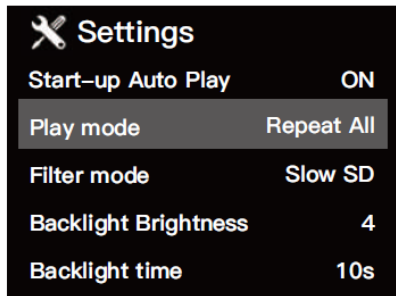 Settings
Start-up Auto Play ON
Play mode Repeat All
Filter mode Slow SD
Backlight Brightness 4
Backlight time 10s